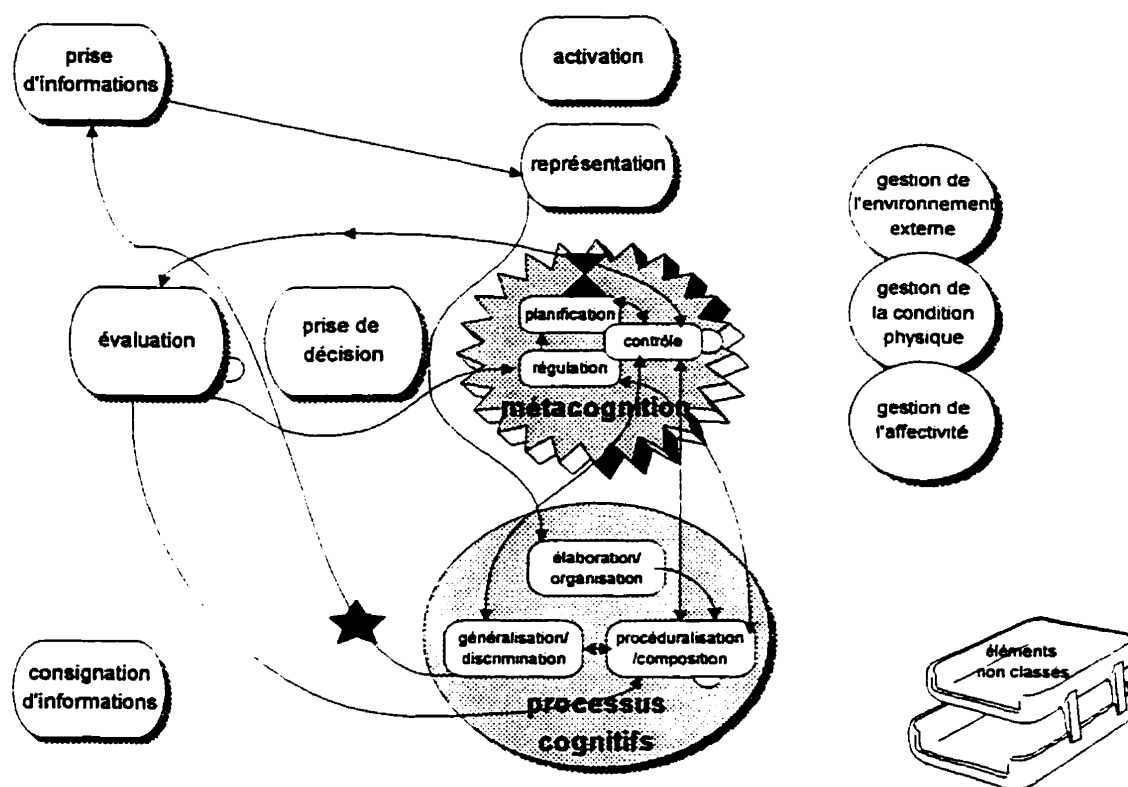 prise
d'informations
activation
représentation
gestion de
l'environnement
externe
planification
contrôle
régulation
métacognition
évaluation
prise de
décision
gestion de
la condition
physique
gestion de
l'affectivité
élaboration/
organisation
généralisation/
discrimination
procéduralisation
/composition
processus
cognitifs
consignation
d'informations
éléments
non classés